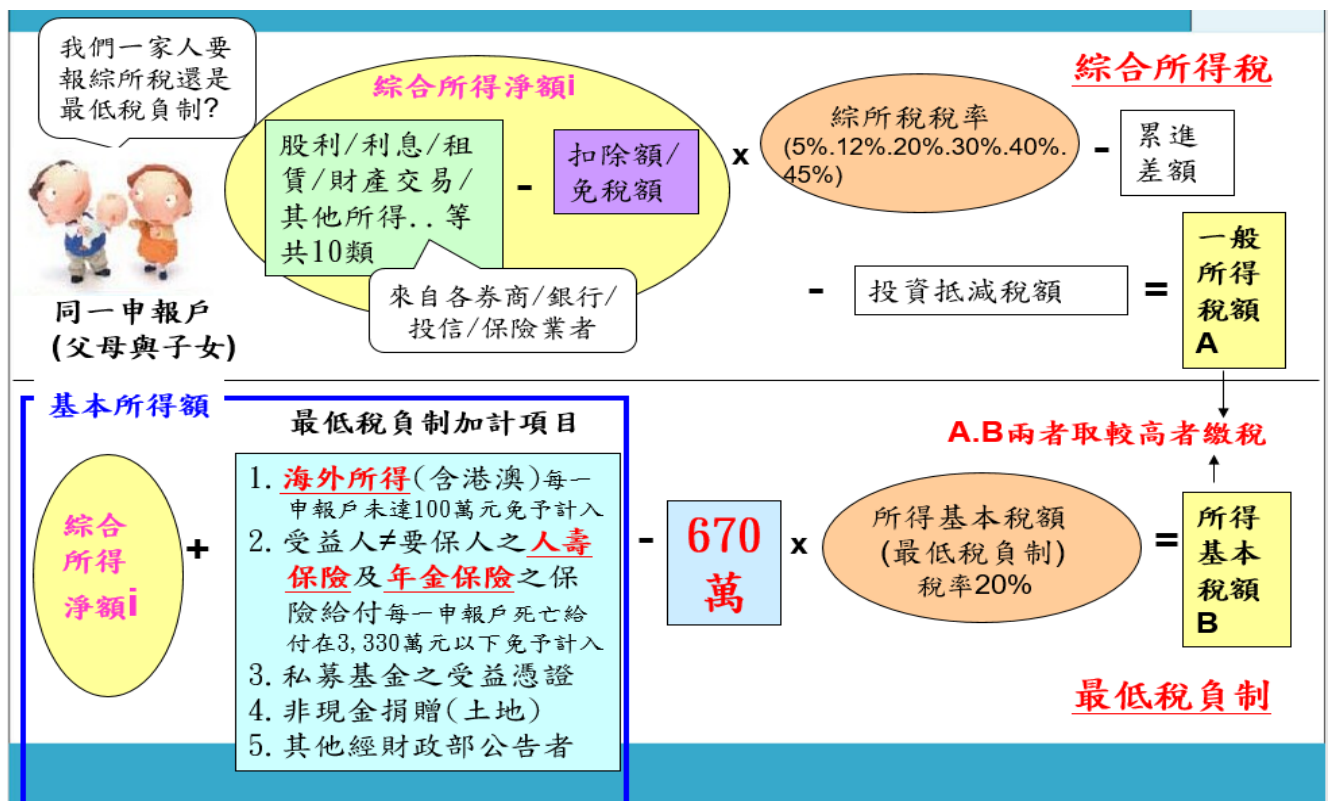 我們一家人要
報綜所稅還是
最低稅負制?
同一申報戶
(父母與子女)
綜合所得淨額i
股利/利息/租
賃/財產交易/
其他所得..等
共10類
-
扣除額/
免稅額
來自各券商/銀行/
投信/保險業者
x
綜合所得稅
綜所稅稅率
(5%.12%.20%.30%.40%.
45%)
-
累進
差額
-
投資抵減稅額
=
一般
所得
稅額
A
基本所得額
綜合
所得
淨額i
+
最低稅負制加計項目
1. 海外所得(含港澳)每一
申報戶未達100萬元免予計入
2. 受益人≠要保人之人壽
保險及年金保險之保
險給付每一申報戶死亡給
付在3,330萬元以下免予計入
3. 私募基金之受益憑證
4. 非現金捐贈(土地)
5. 其他經財政部公告者
-
670
萬
x
所得基本稅額
(最低稅負制)
稅率20%
=
A.B兩者取較高者繳稅
所得
基本
稅額
B
最低稅負制